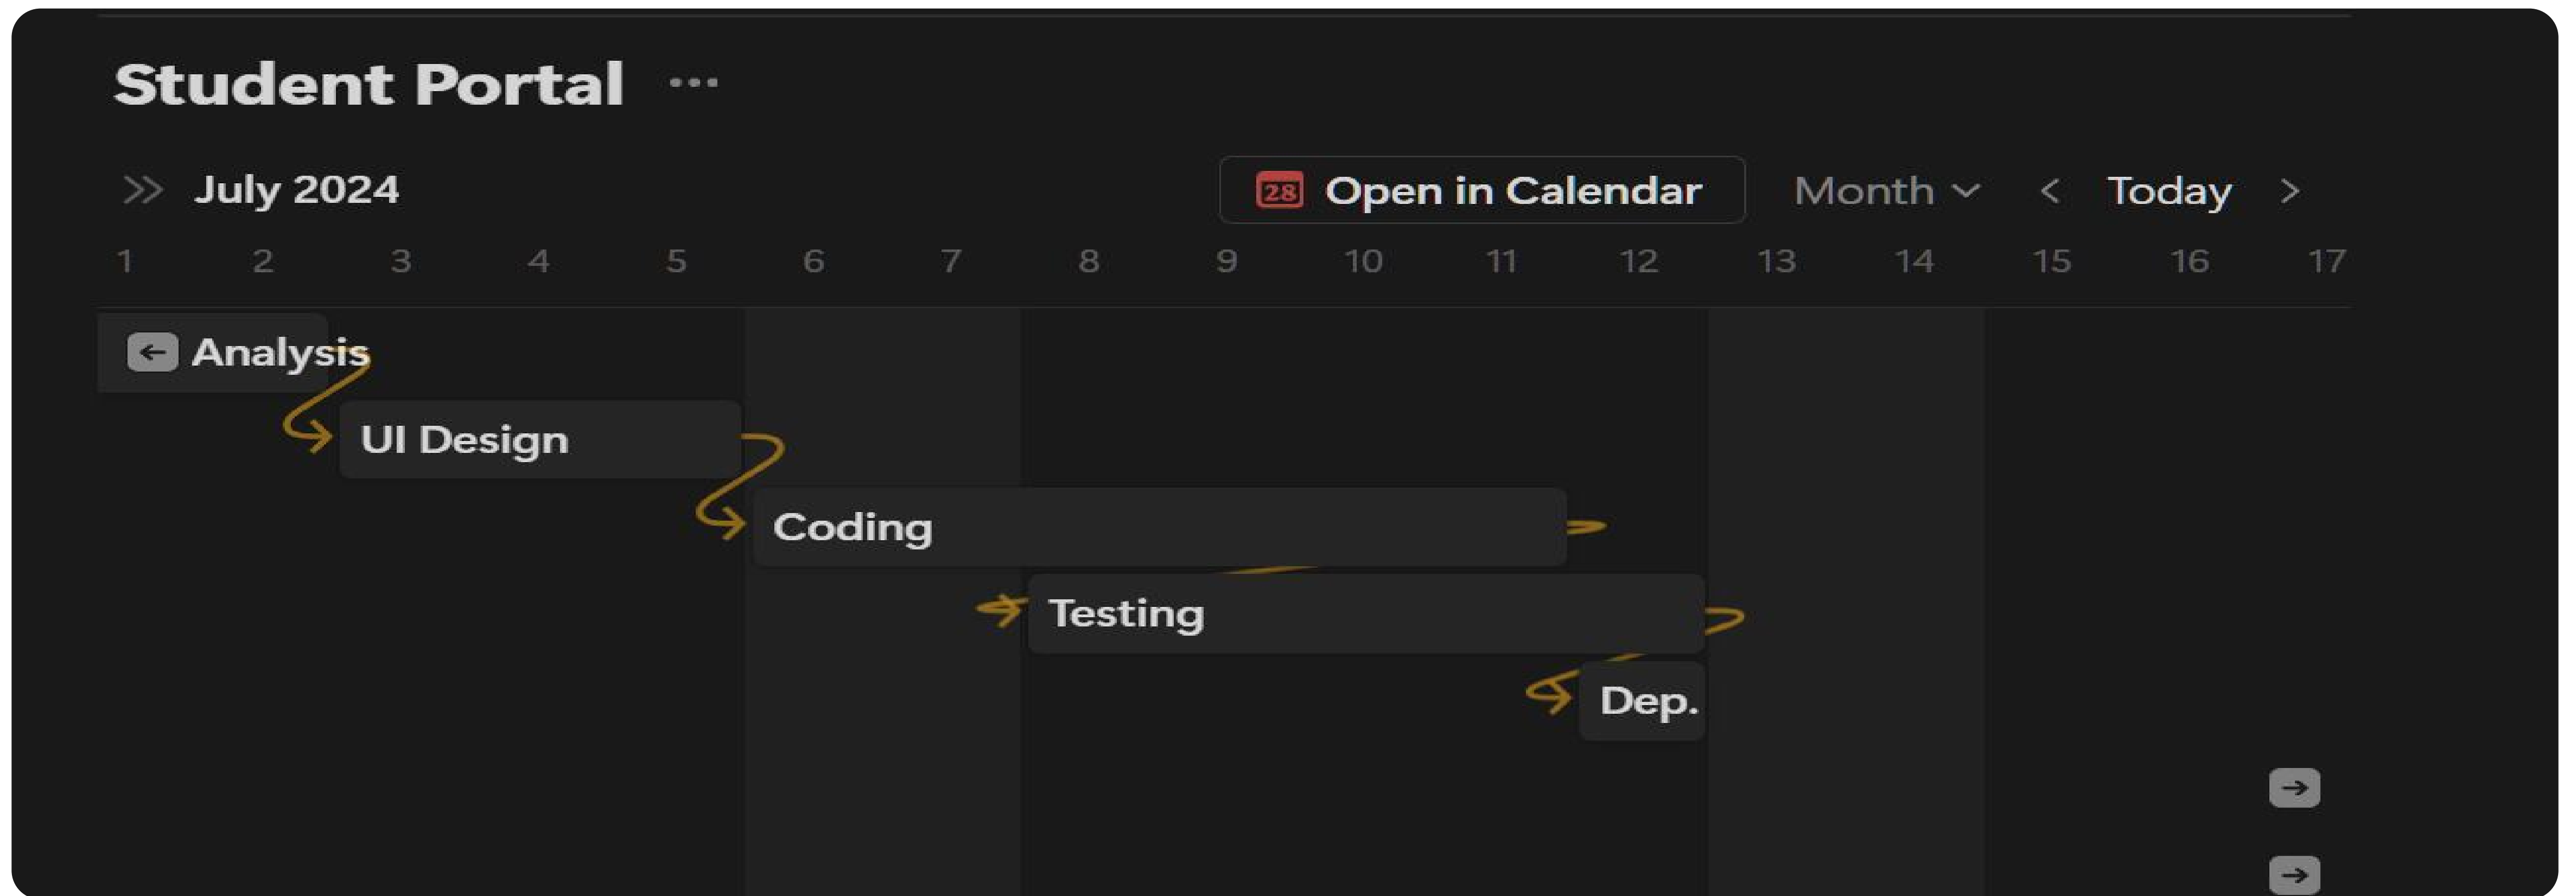 Student Portal ...
July 2024
28 Open in Calendar Month Today
1 2 3 4 5 6 7 8 9 10 11 12 13 14 15 16 17
Analysis
UI Design
Coding
Testing
Dep.